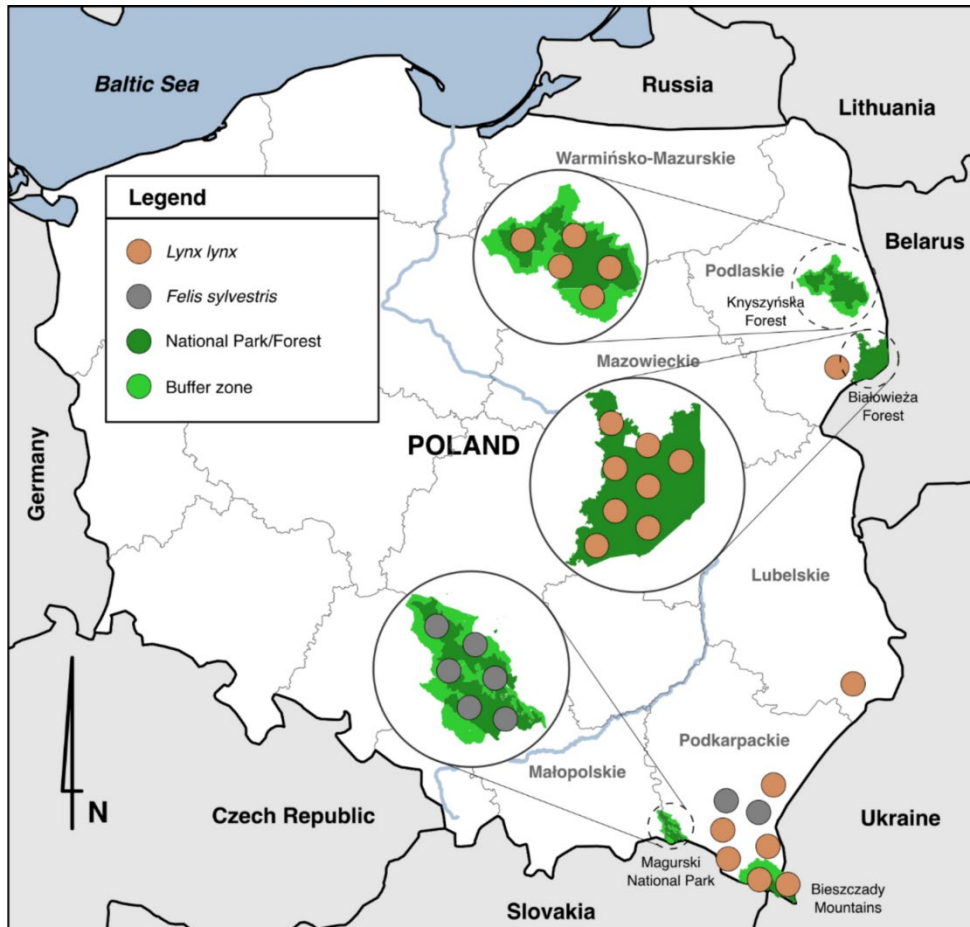 Baltic Sea
Russia
Lithuania
Warmińsko-Mazurskie
Legend
Lynx lynx
Felis sylvestris
National Park/Forest
Buffer zone
Belarus
Podlaskie
Knyszyńska
Forest
Mazowieckie
Białowieża
Forest
POLAND
Germany
Lubelskie
Podkarpackie
Małopolskie
N
Czech Republic
Ukraine
Magurski
National Park
Bieszczady
Mountains
Slovakia